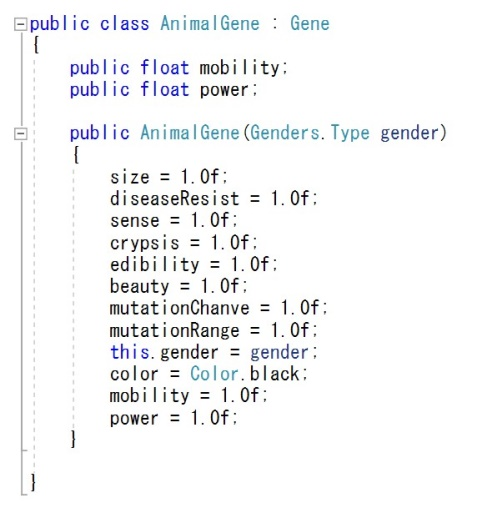 public class AnimalGene : Gene
{
public float mobility;
public float power;
public AnimalGene(Genders.Type gender)
{
size = 1.0f;
diseaseResist = 1.0f;
sense = 1.0f;
crypsis = 1.0f;
edibility = 1.0f;
beauty = 1.0f;
mutationChanve = 1.0f;
mutationRange = 1.0f;
this.gender = gender;
color = Color.black;
mobility = 1.0f;
power = 1.0f;
}
}